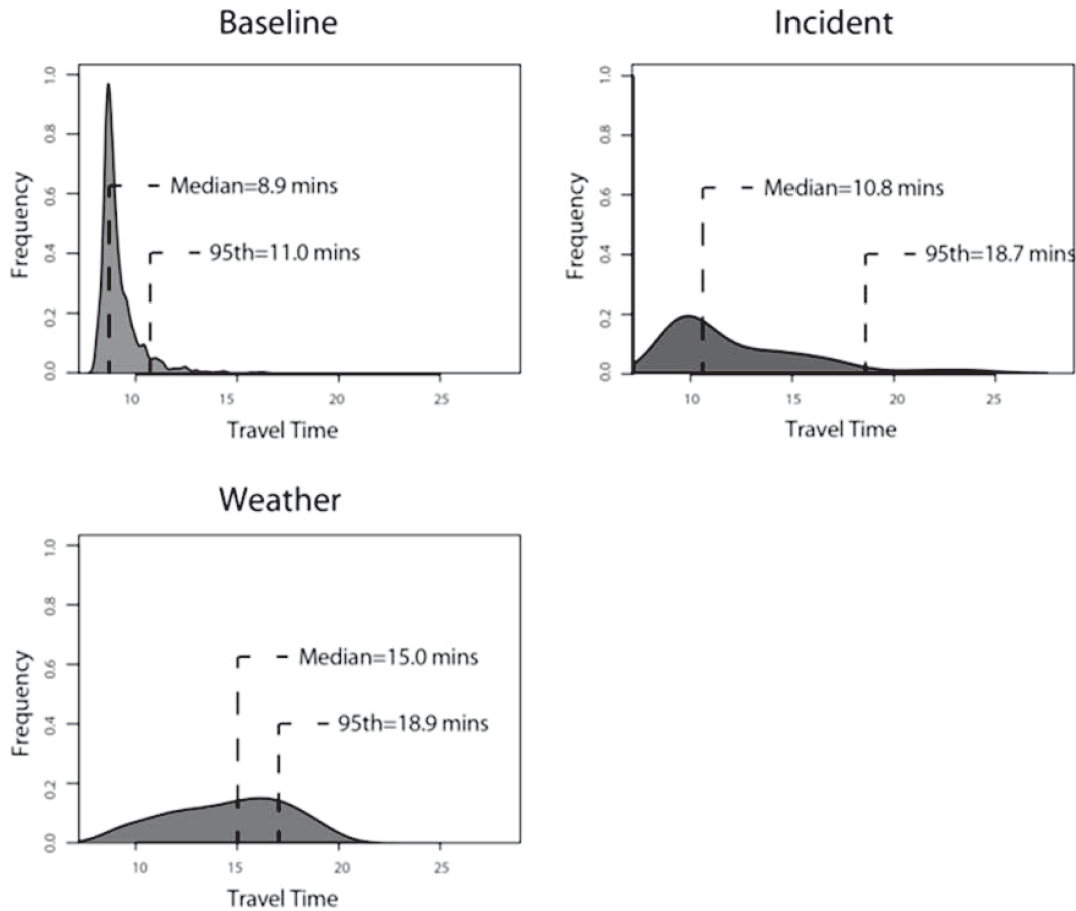 Baseline
Frequency
1.0
0.8
0.6
0.4
0.2
0.0
Median=8.9 mins
95th=11.0 mins
10 15 20 25
Travel Time
Incident
Frequency
1.0
0.8
0.6
0.4
0.2
0.0
Median=10.8 mins
95th=18.7 mins
10 15 20 25
Travel Time
Weather
Frequency
1.0
0.8
0.6
0.4
0.2
0.0
Median=15.0 mins
95th=18.9 mins
10 15 20 25
Travel Time